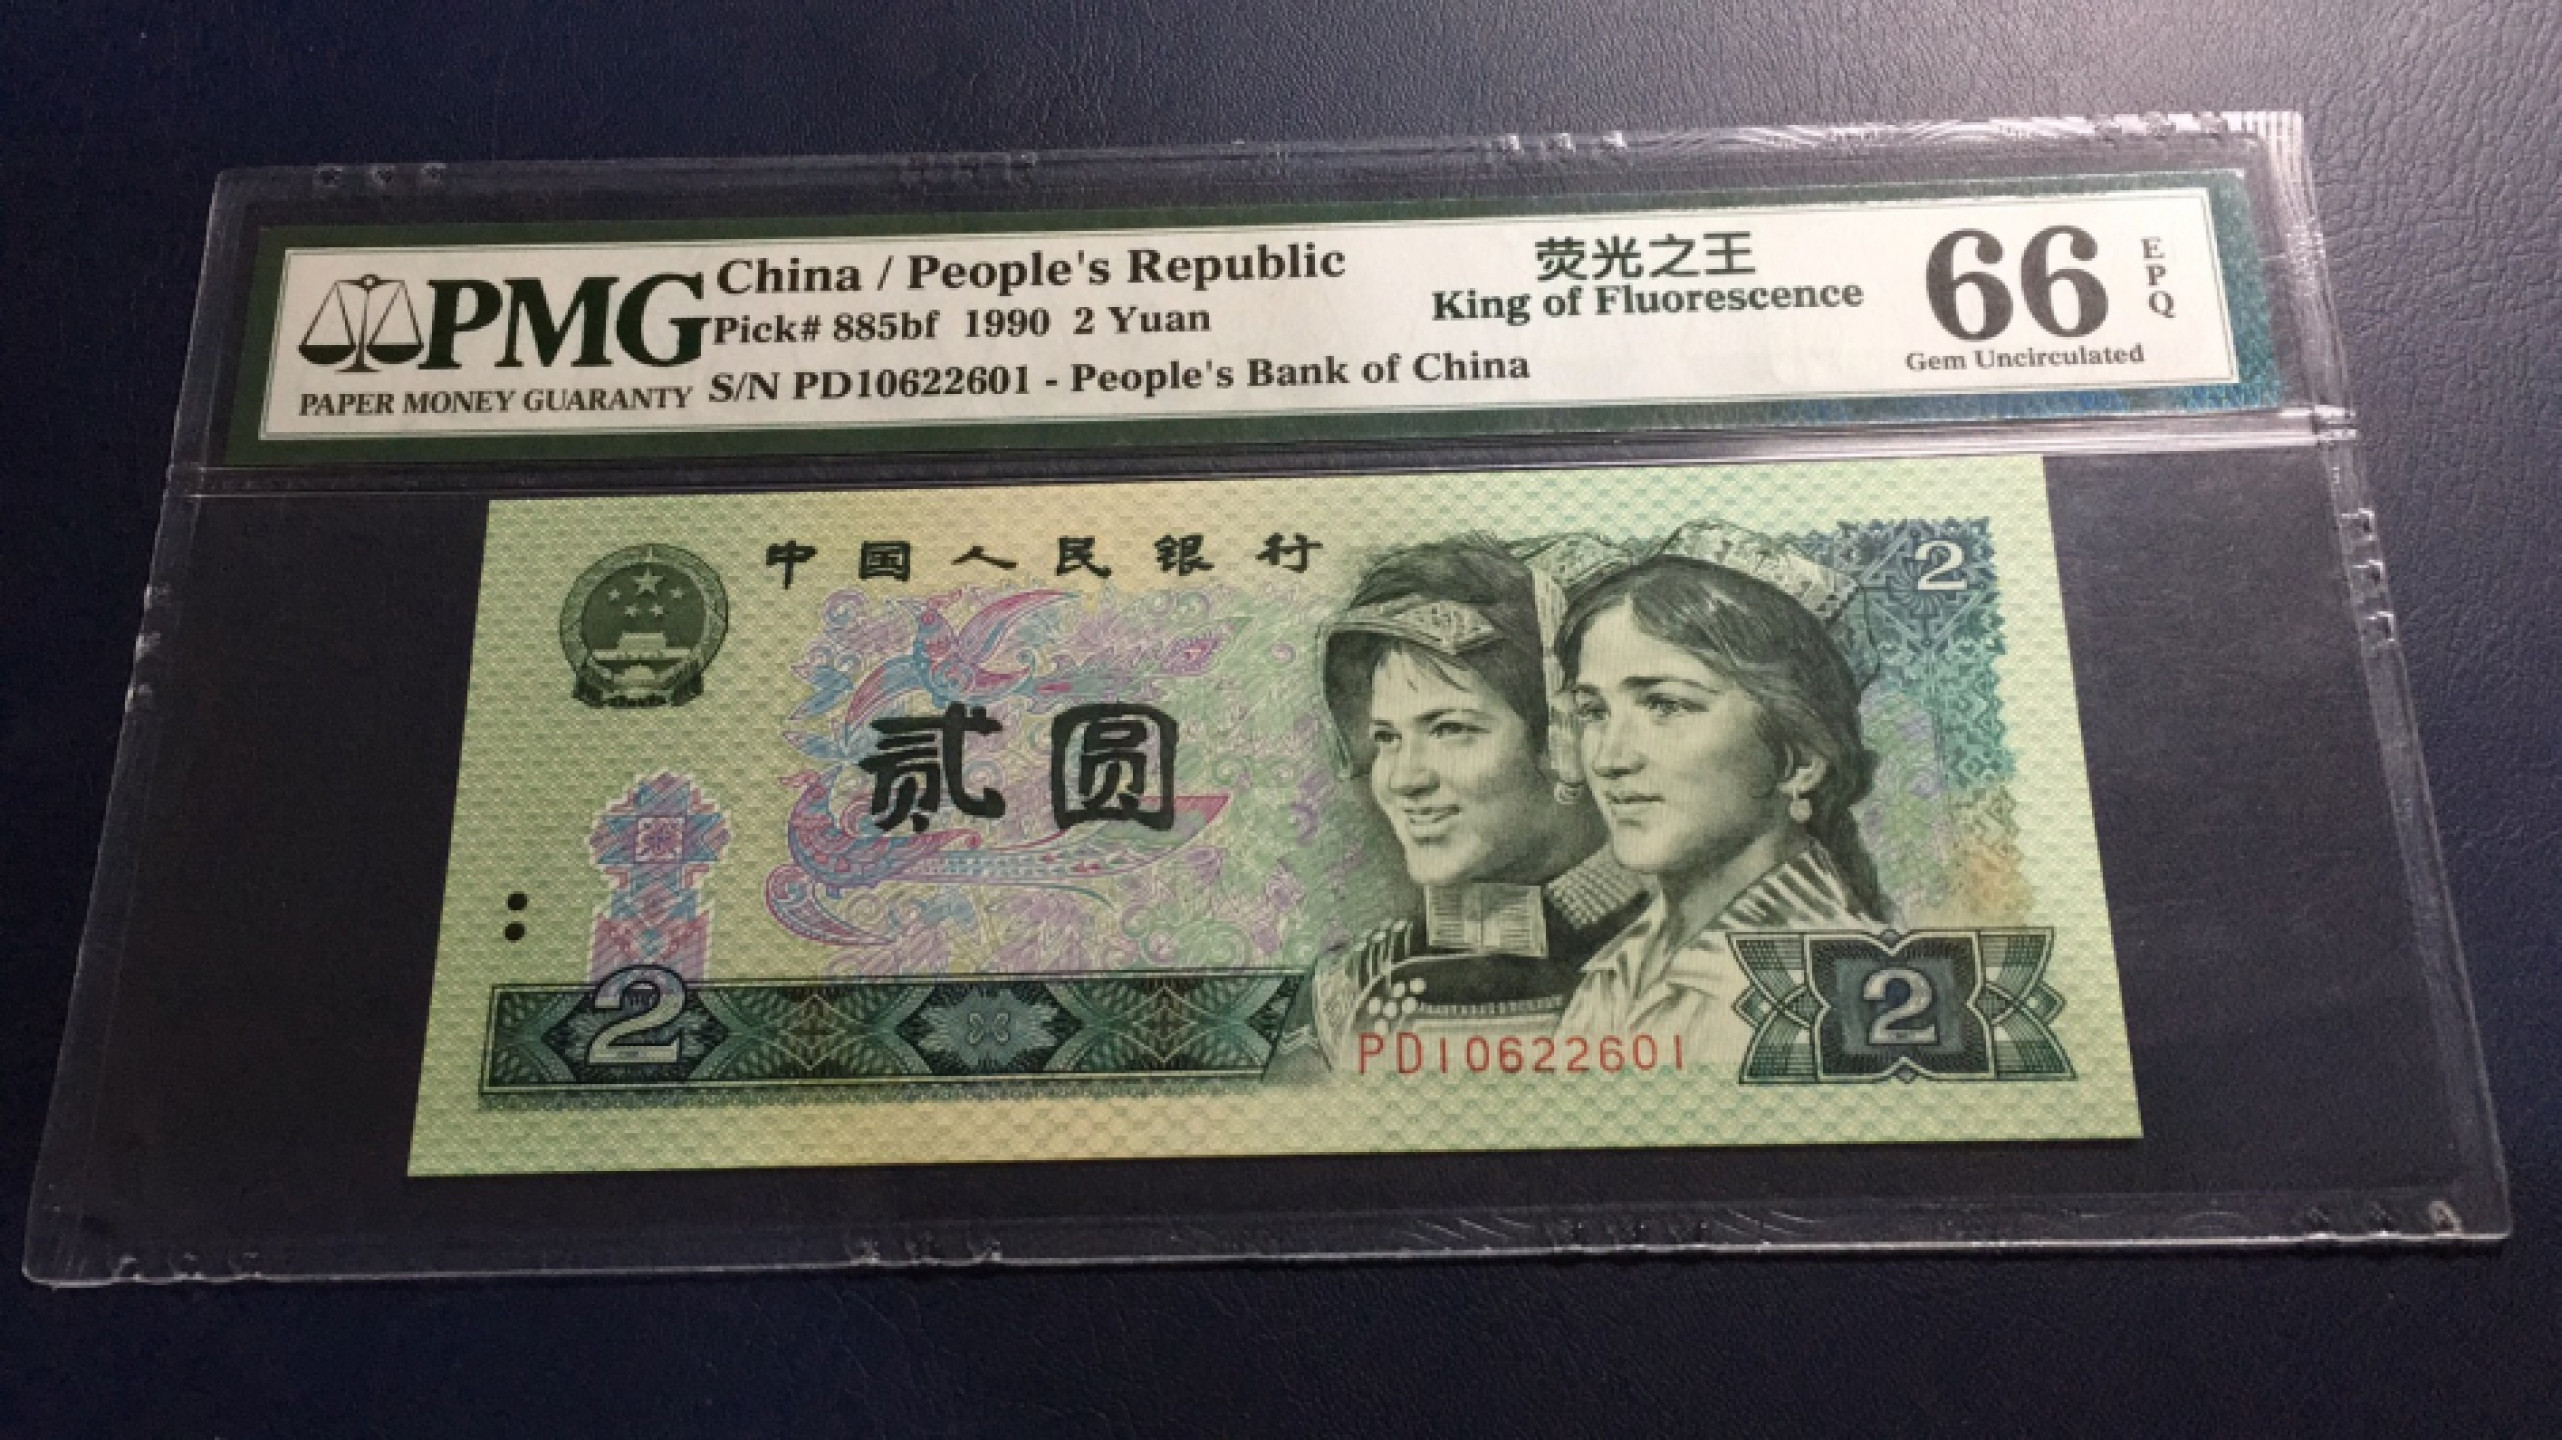 PMG
PAPER MONEY GUARANTY
China / People's Republic
Pick# 885bf 1990 2 Yuan
S/N PD10622601 - People's Bank of China
荧光之王
King of Fluorescence
66
EPQ
Gem Uncirculated
中国人民银行
2
贰圆
2
PD10622601
2